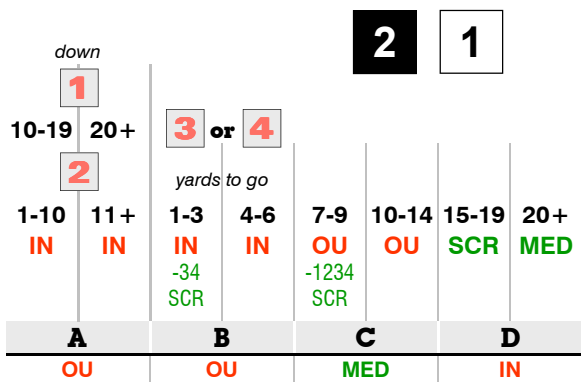 2 1
down
1
10-19 20+ 3 or 4
2 yards to go
1-10 11+ 1-3 4-6 7-9 10-14 15-19 20+
IN IN IN IN OU OU SCR MED
-34 -1234
SCR SCR
A B C D
OU OU MED IN